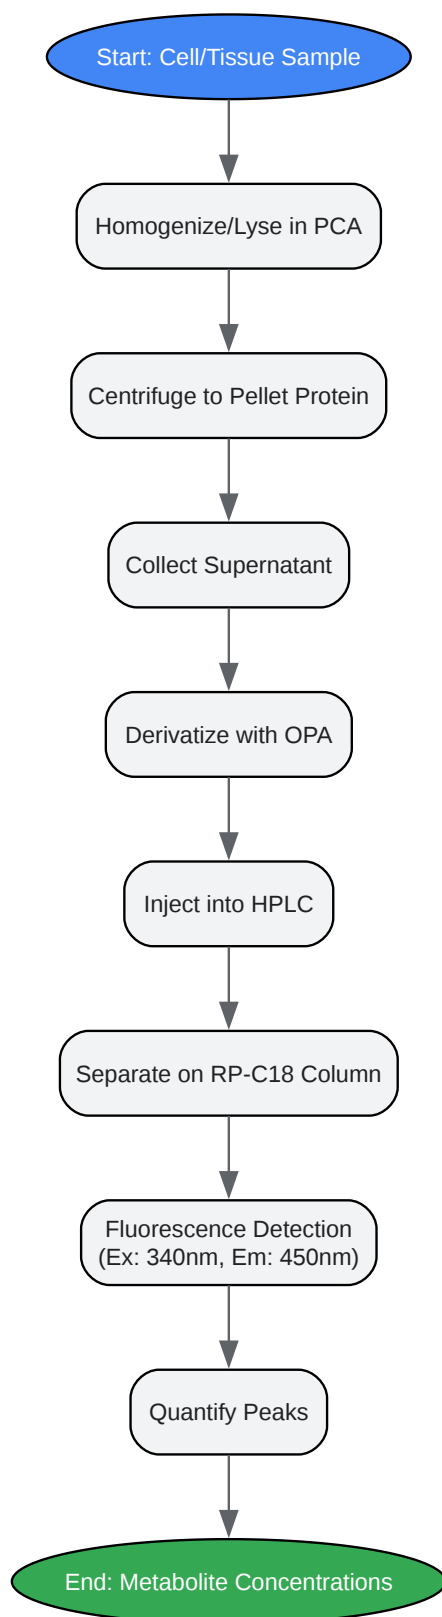 Start: Cell/Tissue Sample
Homogenize/Lyse in PCA
Centrifuge to Pellet Protein
Collect Supernatant
Derivatize with OPA
Inject into HPLC
Separate on RP-C18 Column
Fluorescence Detection
(Ex: 340nm, Em: 450nm)
Quantify Peaks
End: Metabolite Concentrations